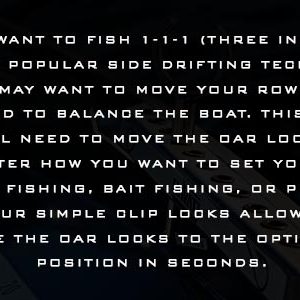 WANT TO FISH 1-1-1 (THREE IN
POPULAR SIDE DRIFTING TEC
MAY WANT TO MOVE YOUR ROW
D TO BALANCE THE BOAT. THIS
L NEED TO MOVE THE OAR LOC
TER HOW YOU WANT TO SET YO
FISHING, BAIT FISHING, OR P
UR SIMPLE CLIP LOCKS ALLOW
E THE OAR LOCKS TO THE OPTI
POSITION IN SECONDS.